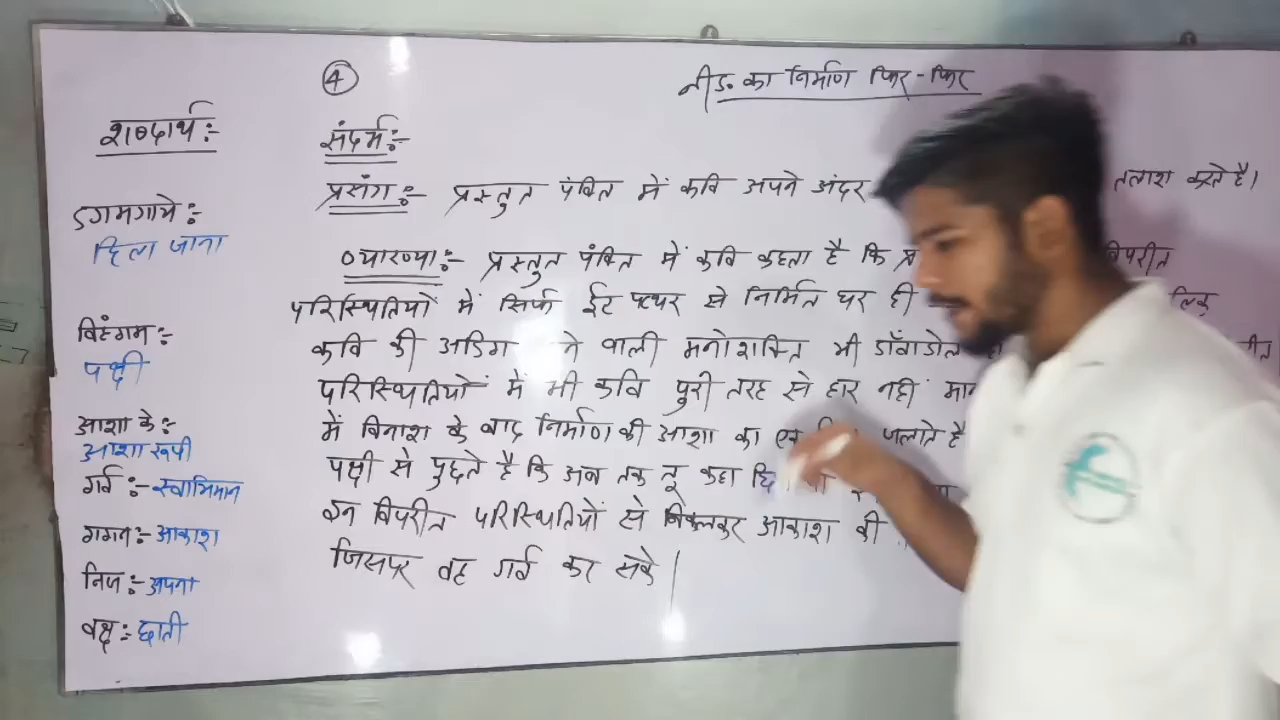 ④
नीड़ का निर्माण फिर-फिर
शब्दार्थ:-
डगमगाये:-
हिला जाना
विहंगम:-
पक्षी
आशा के:-
आशा रूपी
गर्व:- स्वाभिमान
गगन:- आकाश
निज:- अपना
वक्ष:- छाती
संदर्भ:-
प्रसंग:- प्रस्तुत पंक्ति में कवि अपने अंदर तलाश करते है।
व्याख्या:- प्रस्तुत पंक्ति में कवि कहता है कि विपरीत
परिस्थितियों में सिर्फ ईट पत्थर से निर्मित घर ही
कवि की अडिग ने वाली मनोशक्ति भी डाँवाडोल
परिस्थितियों में भी कवि पुरी तरह से हार नहीं
में विनाश के बाद निर्माण की आशा का जलाते है
पक्षी से पुछते है कि अब तक तू कहा
इन विपरीत परिस्थितियों से निकलकर आकाश की
जिसपर वह गर्व कर सके।